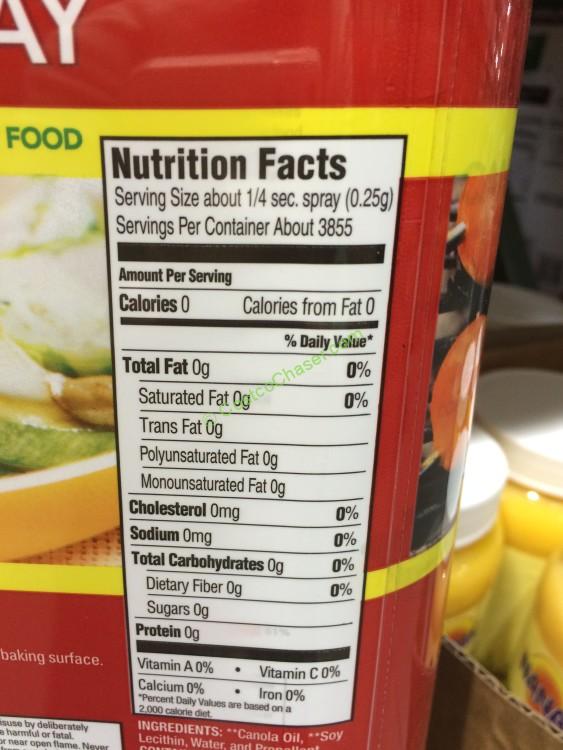 AY
FOOD
Nutrition Facts
Serving Size about 1/4 sec. spray (0.25g)
Servings Per Container About 3855
Amount Per Serving
Calories 0 Calories from Fat 0
% Daily Value*
Total Fat 0g 0%
Saturated Fat 0g 0%
Trans Fat 0g
Polyunsaturated Fat 0g
Monounsaturated Fat 0g
Cholesterol 0mg 0%
Sodium 0mg 0%
Total Carbohydrates 0g 0%
Dietary Fiber 0g 0%
Sugars 0g
Protein 0g
Vitamin A 0% • Vitamin C 0%
Calcium 0% • Iron 0%
*Percent Daily Values are based on a
2,000 calorie diet.
INGREDIENTS: **Canola Oil, **Soy
Lecithin, Water, and Propellant
baking surface.
isuse by deliberately
e harmful or fatal.
or near open flame. Never
CostcoChaser.com